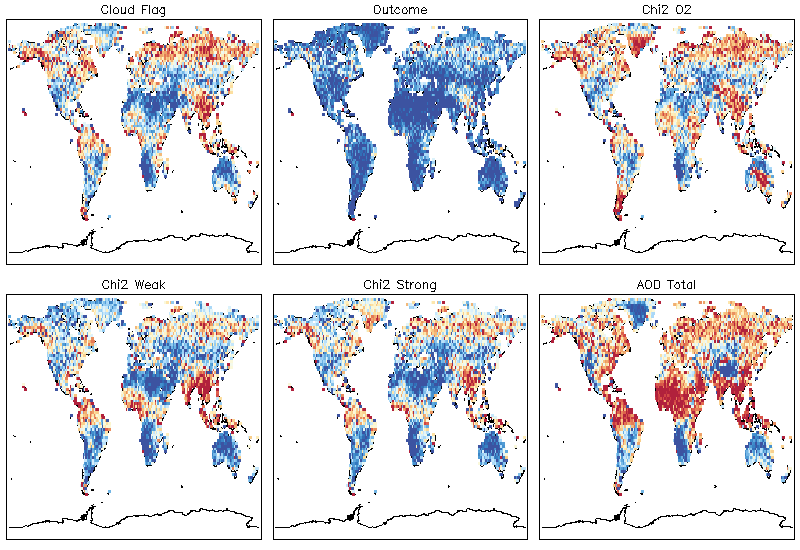 Cloud Flag
Outcome
Chi2 O2
Chi2 Weak
Chi2 Strong
AOD Total